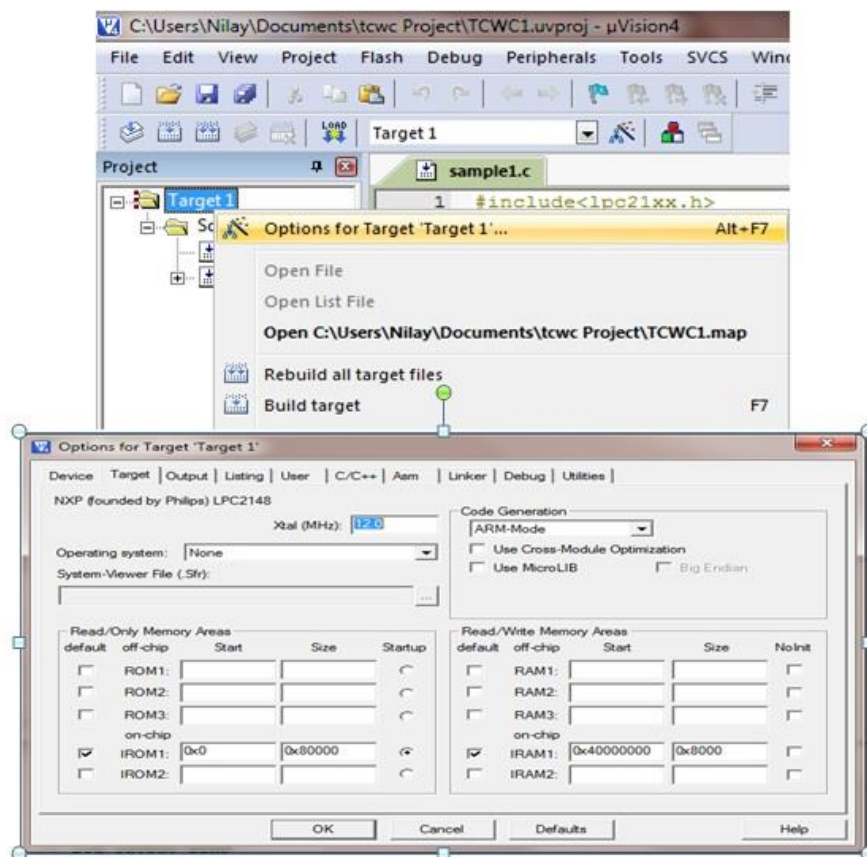 C:\Users\Nilay\Documents\tcwc Project\TCWC1.uvproj - µVision4
File Edit View Project Flash Debug Peripherals Tools SVCS Wind
LOAD Target 1
Project
sample1.c
Target 1
1 #include<lpc21xx.h>
So
Options for Target 'Target 1'... Alt+F7
Open File
Open List File
Open C:\Users\Nilay\Documents\tcwc Project\TCWC1.map
Rebuild all target files
Build target F7
Options for Target 'Target 1'
Device Target Output Listing User C/C++ Asm Linker Debug Utilities
NXP (founded by Philips) LPC2148
Xtal (MHz): 12.0
Code Generation
ARM-Mode
Operating system: None
Use Cross-Module Optimization
System-Viewer File (.Sfr):
Use MicroLIB Big Endian
...
Read/Only Memory Areas
default off-chip Start Size Startup
ROM1:
ROM2:
ROM3:
on-chip
IROM1: 0x0 0x80000
IROM2:
Read/Write Memory Areas
default off-chip Start Size NoInit
RAM1:
RAM2:
RAM3:
on-chip
IRAM1: 0x40000000 0x8000
IRAM2:
OK Cancel Defaults Help